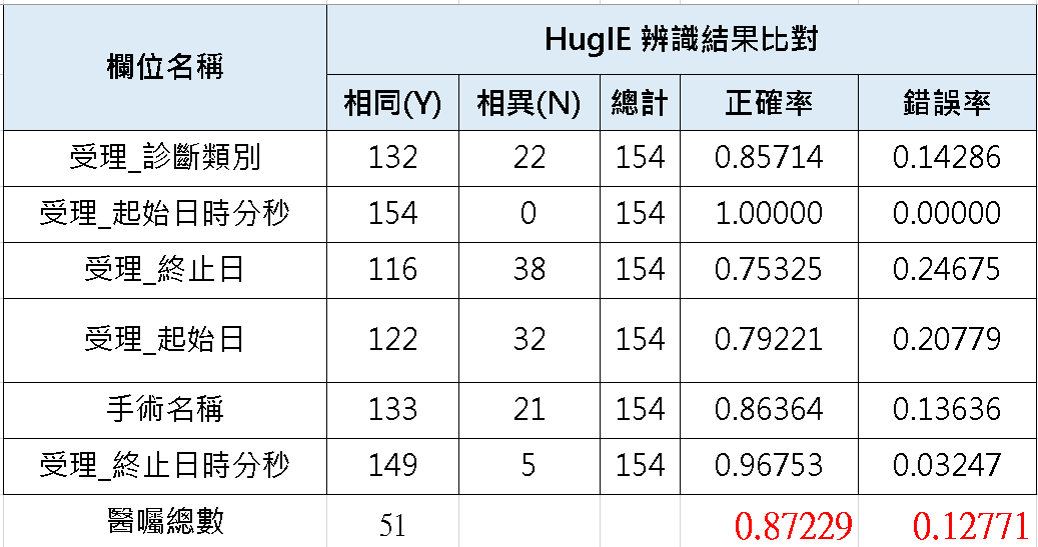 欄位名稱 HugIE 辨識結果比對
相同(Y) 相異(N) 總計 正確率 錯誤率
受理_診斷類別 132 22 154 0.85714 0.14286
受理_起始日時分秒 154 0 154 1.00000 0.00000
受理_終止日 116 38 154 0.75325 0.24675
受理_起始日 122 32 154 0.79221 0.20779
手術名稱 133 21 154 0.86364 0.13636
受理_終止日時分秒 149 5 154 0.96753 0.03247
醫囑總數 51 0.87229 0.12771